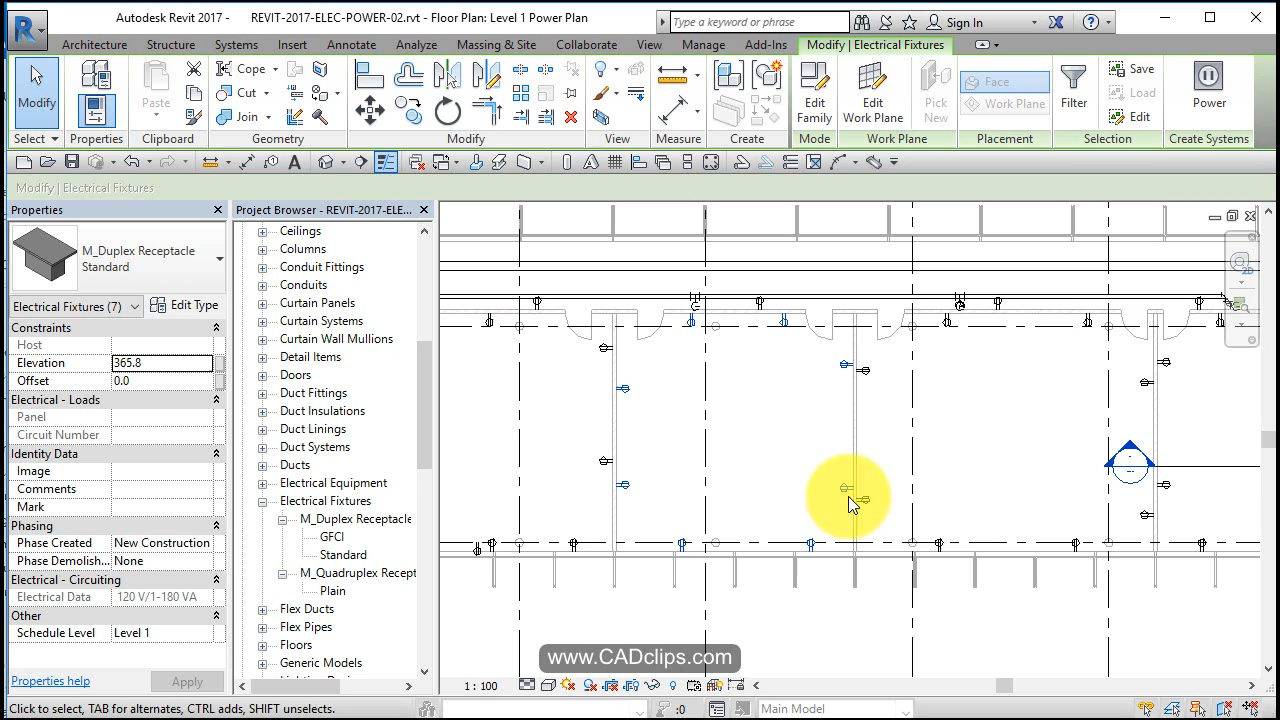 Autodesk Revit 2017 - REVIT-2017-ELEC-POWER-02.rvt - Floor Plan: Level 1 Power Plan
Type a keyword or phrase
Sign In
Architecture Structure Systems Insert Annotate Analyze Massing & Site Collaborate View Manage Add-Ins Modify | Electrical Fixtures
Modify
Properties
Paste
Cope
Cut
Join
Edit Family
Edit Work Plane
Pick New
Face
Work Plane
Filter
Save
Load
Edit
Power
Select Properties Clipboard Geometry Modify View Measure Create Mode Work Plane Placement Selection Create Systems
Modify | Electrical Fixtures
Properties
M_Duplex Receptacle
Standard
Electrical Fixtures (7) Edit Type
Constraints
Host
Elevation 365.8
Offset 0.0
Electrical - Loads
Panel
Circuit Number
Identity Data
Image
Comments
Mark
Phasing
Phase Created New Construction
Phase Demolish... None
Electrical - Circuiting
Electrical Data 120 V/1-180 VA
Other
Schedule Level Level 1
Properties help Apply
Project Browser - REVIT-2017-ELE...
Ceilings
Columns
Conduit Fittings
Conduits
Curtain Panels
Curtain Systems
Curtain Wall Mullions
Detail Items
Doors
Duct Fittings
Duct Insulations
Duct Linings
Duct Systems
Ducts
Electrical Equipment
Electrical Fixtures
M_Duplex Receptacle
GFCI
Standard
M_Quadruplex Recept
Plain
Flex Ducts
Flex Pipes
Floors
Generic Models
2D
www.CADclips.com
1 : 100
Click to select, TAB for alternates, CTRL adds, SHIFT unselects.
:0
Main Model